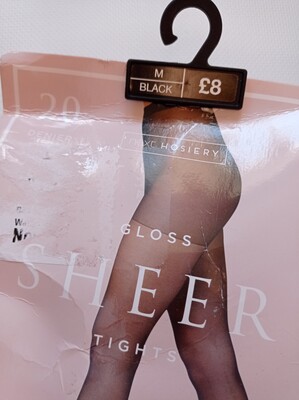 M
BLACK
£8
20
HOSIERY
GLOSS
SHEER
TIGHTS